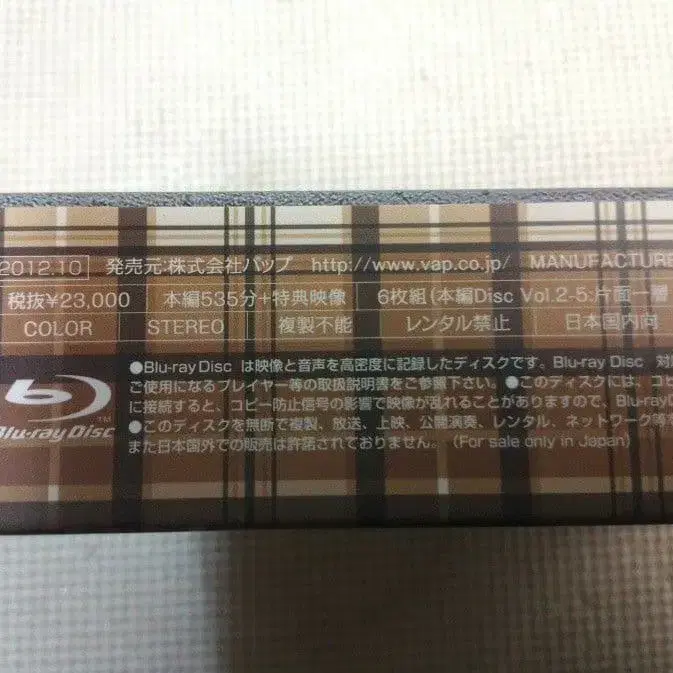 2012.10 発売元:株式会社バップ http://www.vap.co.jp/ MANUFACTURE
税抜¥23,000 本編535分+特典映像 6枚組(本編Disc Vol.2-5:片面一層
COLOR STEREO 複製不能 レンタル禁止 日本国内向
●Blu-ray Disc は映像と音声を高密度に記録したディスクです。Blu-ray Disc 対
ご使用になるプレイヤー等の取扱説明書をご参照下さい。●このディスクには、コピ
に接続すると、コピー防止信号の影響で映像が乱れることがありますので、Blu-ray D
●このディスクを無断で複製、放送、上映、公開演奏、レンタル、ネットワーク等
また日本国外での販売は許諾されておりません。(For sale only in Japan)
Blu-ray Disc
TM